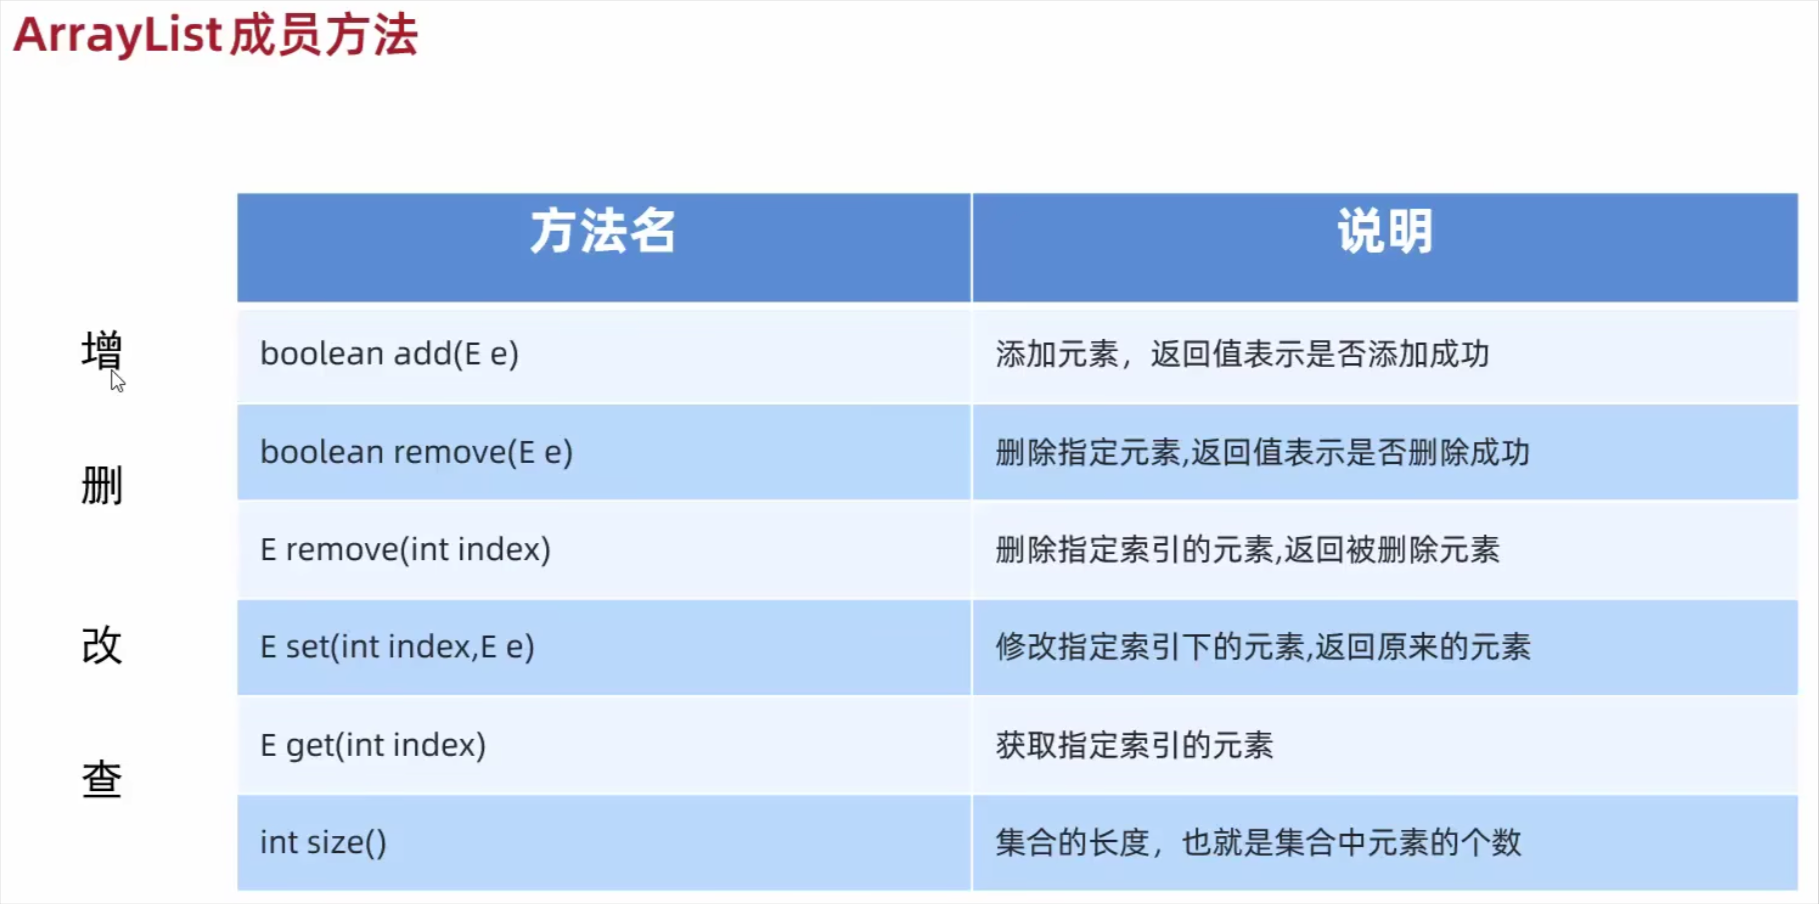 ArrayList成员方法
方法名 说明
增 boolean add(E e) 添加元素，返回值表示是否添加成功
boolean remove(E e) 删除指定元素,返回值表示是否删除成功
删
E remove(int index) 删除指定索引的元素,返回被删除元素
改 E set(int index,E e) 修改指定索引下的元素,返回原来的元素
E get(int index) 获取指定索引的元素
查
int size() 集合的长度，也就是集合中元素的个数